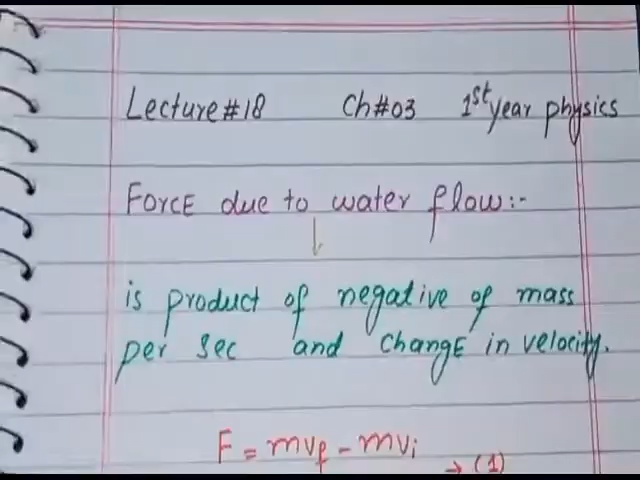 Lecture#18 Ch#03 1st year physics
Force due to water flow:-
is product of negative of mass
per sec and change in velocity.
F = mvf - mvi → (1)